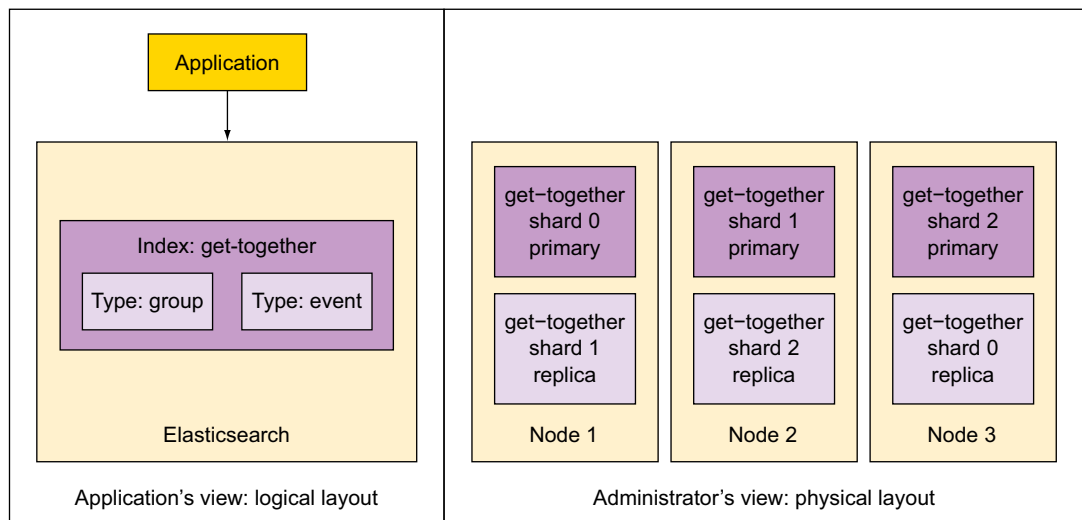 Application
Index: get-together
Type: group
Type: event
Elasticsearch
Application's view: logical layout
get−together
shard 0
primary
get−together
shard 1
replica
Node 1
get−together
shard 1
primary
get−together
shard 2
replica
Node 2
get−together
shard 2
primary
get−together
shard 0
replica
Node 3
Administrator's view: physical layout